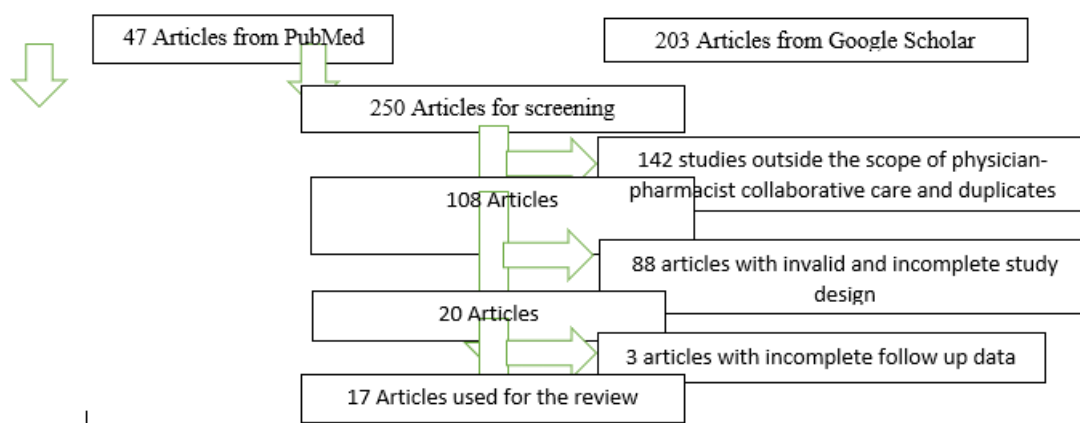 47 Articles from PubMed
203 Articles from Google Scholar
250 Articles for screening
142 studies outside the scope of physician-
pharmacist collaborative care and duplicates
108 Articles
88 articles with invalid and incomplete study
design
20 Articles
3 articles with incomplete follow up data
17 Articles used for the review